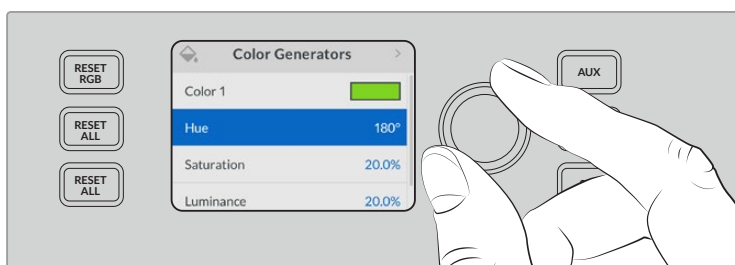 RESET
RGB
RESET
ALL
RESET
ALL
Color Generators
Color 1
Hue 180°
Saturation 20.0%
Luminance 20.0%
AUX